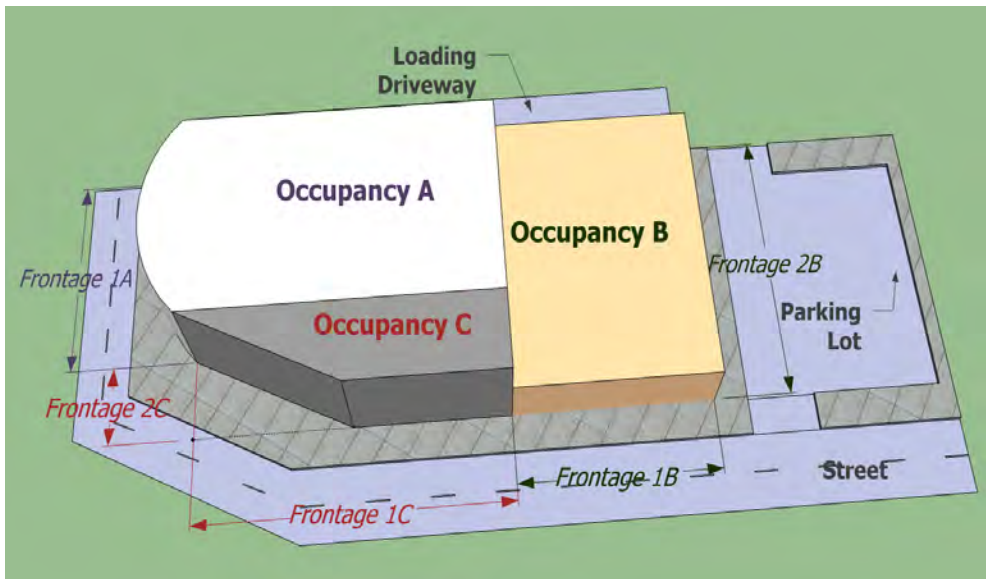 Loading
Driveway
Occupancy A
Occupancy B
Frontage 1A
Frontage 2B
Parking
Lot
Occupancy C
Frontage 2C
Frontage 1B
Street
Frontage 1C